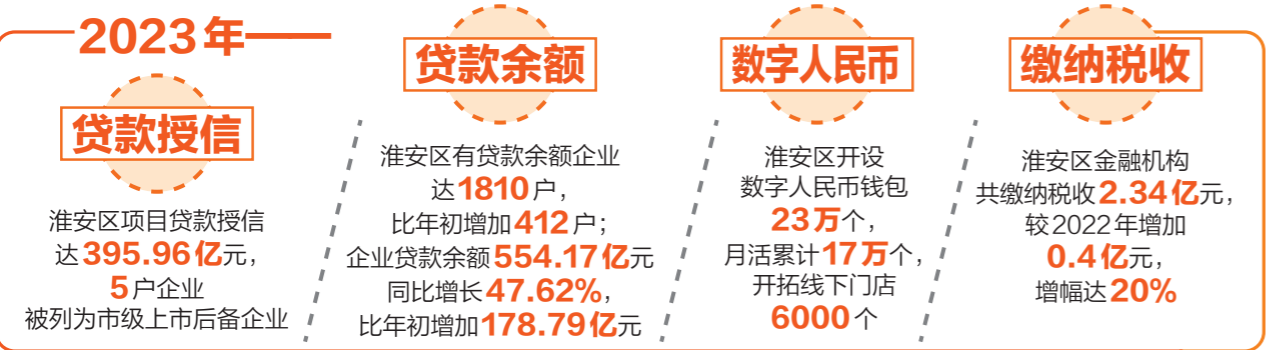 2023年
贷款授信
淮安区项目贷款授信
达395.96亿元，
5户企业
被列为市级上市后备企业
贷款余额
淮安区有贷款余额企业
达1810户，
比年初增加412户；
企业贷款余额554.17亿元
同比增长47.62%，
比年初增加178.79亿元
数字人民币
淮安区开设
数字人民币钱包
23万个，
月活累计17万个，
开拓线下门店
6000个
缴纳税收
淮安区金融机构
共缴纳税收2.34亿元，
较2022年增加
0.4亿元，
增幅达20%